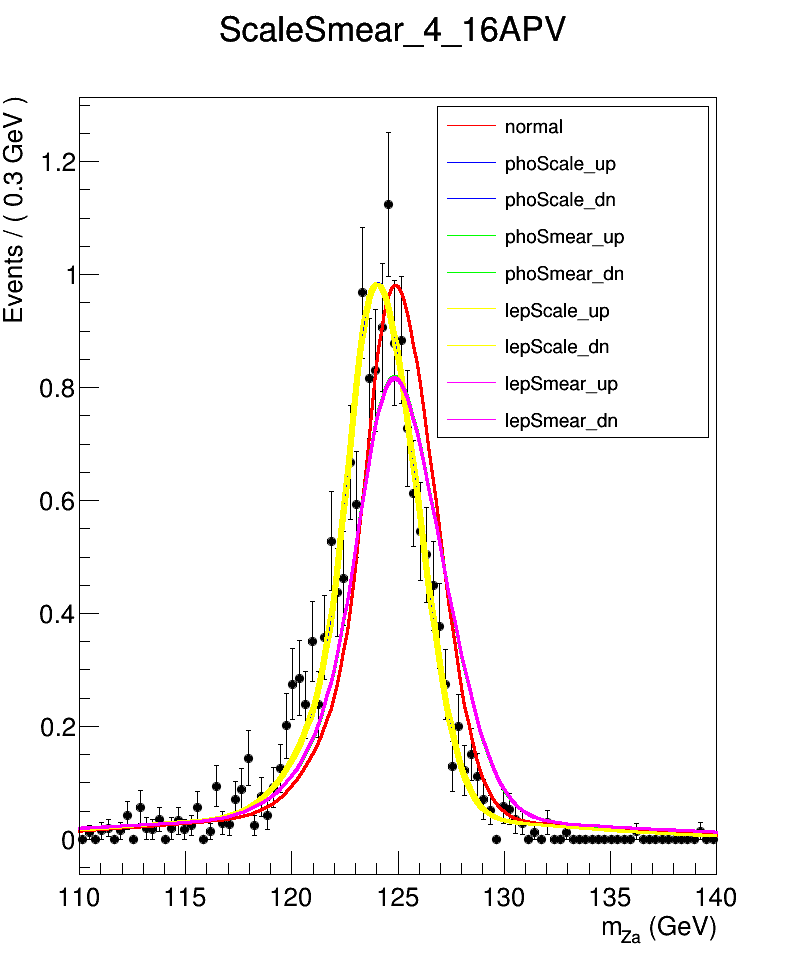 ScaleSmear_4_16APV
Events / ( 0.3 GeV )
normal
phoScale_up
phoScale_dn
phoSmear_up
phoSmear_dn
lepScale_up
lepScale_dn
lepSmear_up
lepSmear_dn
1.2
1
0.8
0.6
0.4
0.2
0
110 115 120 125 130 135 140
m_Za (GeV)